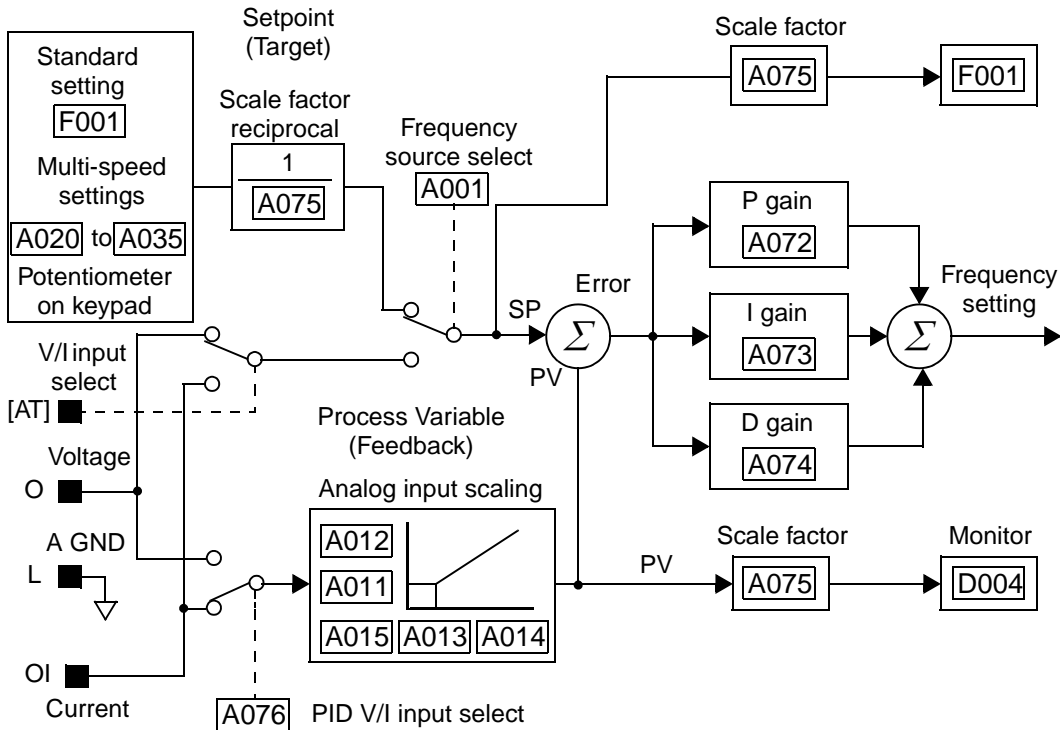 Setpoint
(Target)
Standard
setting
F001
Multi-speed
settings
A020 to A035
Potentiometer
on keypad
Scale factor
reciprocal
1
A075
Frequency
source select
A001
Scale factor
A075
F001
P gain
A072
I gain
A073
D gain
A074
Error
SP
Σ
PV
Σ
Frequency
setting
V/I input
select
[AT]
Voltage
O
A GND
L
OI
Current
Process Variable
(Feedback)
Analog input scaling
A012
A011
A015 A013 A014
A076 PID V/I input select
PV
Scale factor
A075
Monitor
D004